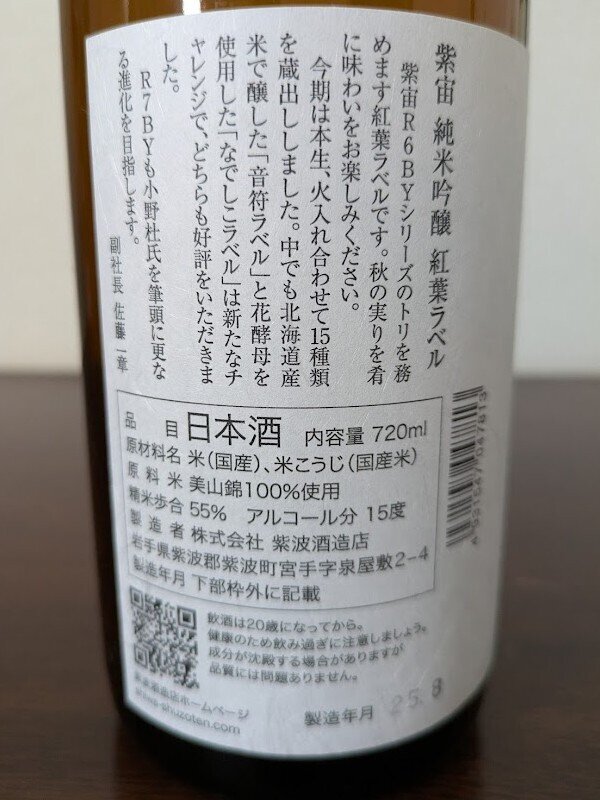 紫宙 純米吟醸 紅葉ラベル
紫宙R6BYシリーズのトリを務
めます紅葉ラベルです。秋の実りを肴
に味わいをお楽しみください。
今期は本生、火入れ合わせて15種類
を蔵出ししました。中でも北海道産
米で醸した「音符ラベル」と花酵母を
使用した「なでしこラベル」は新たなチ
ャレンジで、どちらも好評をいただきま
した。
R7BYも小野杜氏を筆頭に更な
る進化を目指します。
副社長 佐藤一章
品目 日本酒 内容量 720ml
原材料名 米(国産)、米こうじ(国産米)
原料米 美山錦100%使用
精米歩合 55% アルコール分 15度
製造者 株式会社 紫波酒造店
岩手県紫波郡紫波町宮手字泉屋敷2-4
製造年月 下部枠外に記載
飲酒は20歳になってから。
健康のため飲み過ぎに注意しましょう。
成分が沈殿する場合がありますが
品質には問題ありません。
紫波酒造店ホームページ
shiwa-shuzoten.com
製造年月 25.8